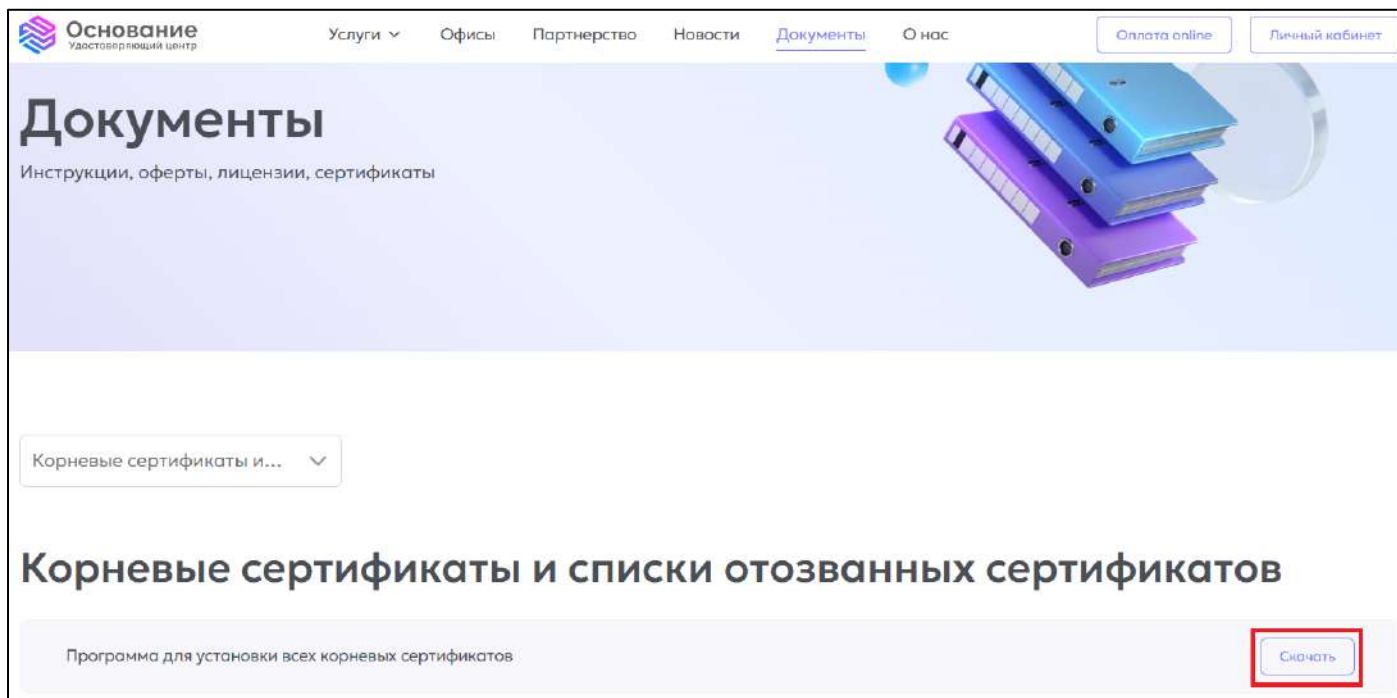 Основание
Удостоверяющий центр
Услуги
Офисы
Партнерство
Новости
Документы
О нас
Оплата online
Личный кабинет
Документы
Инструкции, оферты, лицензии, сертификаты
Корневые сертификаты и...
Корневые сертификаты и списки отозванных сертификатов
Программа для установки всех корневых сертификатов
Скачать